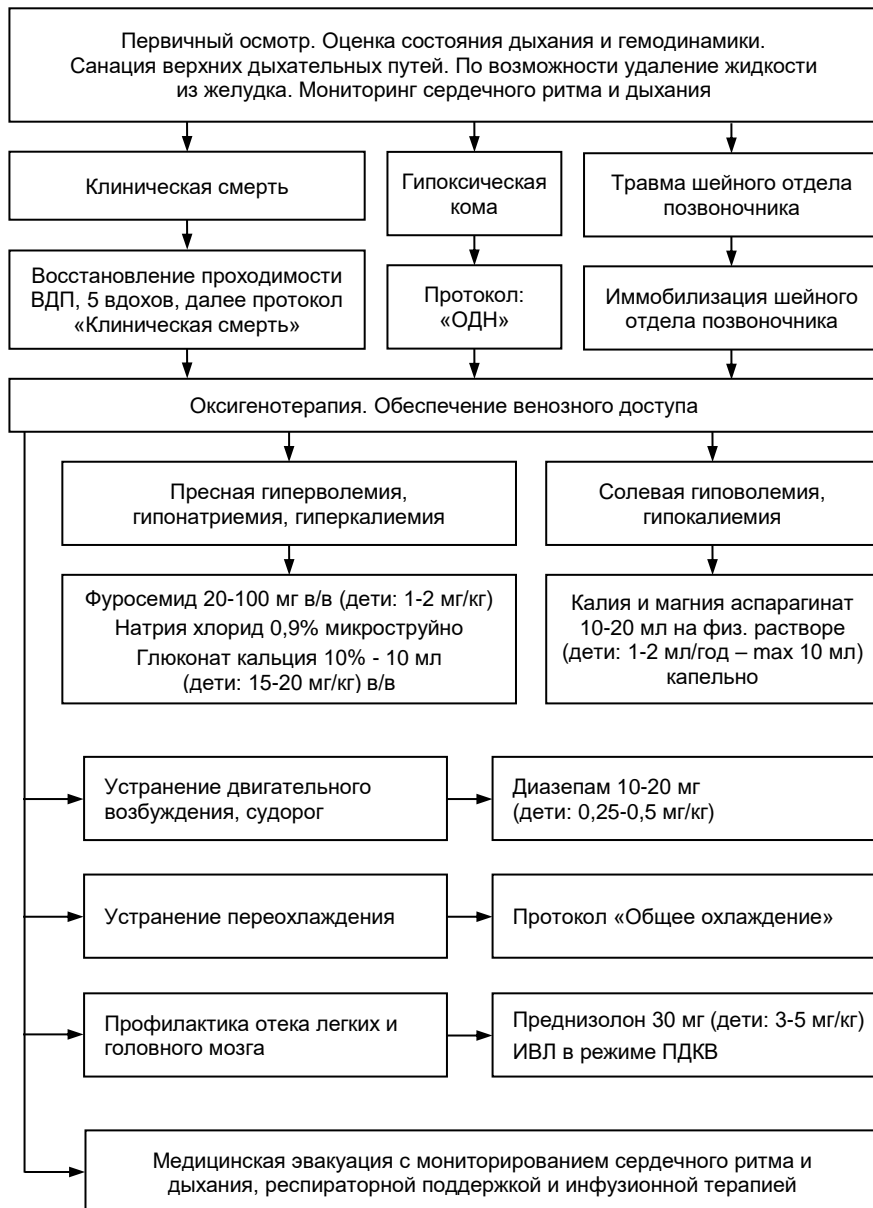 Первичный осмотр. Оценка состояния дыхания и гемодинамики.
Санация верхних дыхательных путей. По возможности удаление жидкости
из желудка. Мониторинг сердечного ритма и дыхания
Клиническая смерть
Гипоксическая
кома
Травма шейного отдела
позвоночника
Восстановление проходимости
ВДП, 5 вдохов, далее протокол
«Клиническая смерть»
Протокол:
«ОДН»
Иммобилизация шейного
отдела позвоночника
Оксигенотерапия. Обеспечение венозного доступа
Пресная гиперволемия,
гипонатриемия, гиперкалиемия
Солевая гиповолемия,
гипокалиемия
Фуросемид 20-100 мг в/в (дети: 1-2 мг/кг)
Натрия хлорид 0,9% микроструйно
Глюконат кальция 10% - 10 мл
(дети: 15-20 мг/кг) в/в
Калия и магния аспарагинат
10-20 мл на физ. растворе
(дети: 1-2 мл/год – max 10 мл)
капельно
Устранение двигательного
возбуждения, судорог
Диазепам 10-20 мг
(дети: 0,25-0,5 мг/кг)
Устранение переохлаждения
Протокол «Общее охлаждение»
Профилактика отека легких и
головного мозга
Преднизолон 30 мг (дети: 3-5 мг/кг)
ИВЛ в режиме ПДКВ
Медицинская эвакуация с мониторированием сердечного ритма и
дыхания, респираторной поддержкой и инфузионной терапией